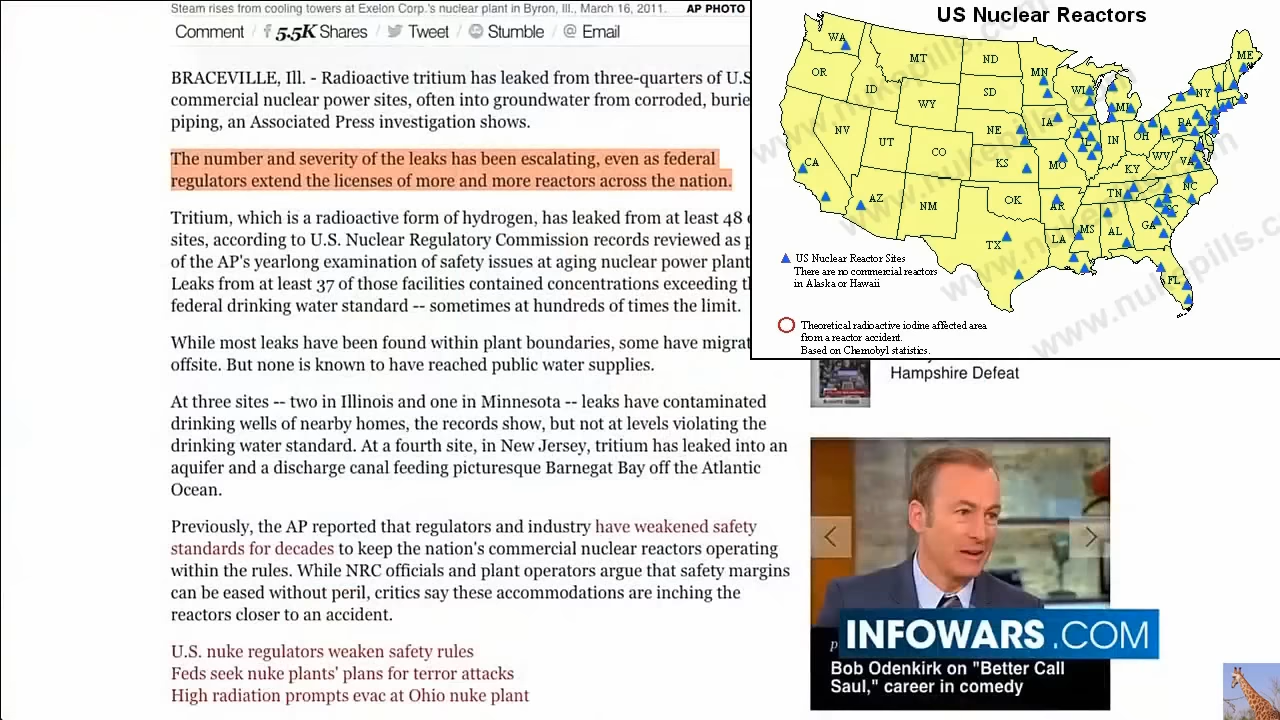 Steam rises from cooling towers at Exelon Corp.'s nuclear plant in Byron, Ill., March 16, 2011. AP PHOTO
Comment / 5.5K Shares / Tweet / Stumble / @ Email
BRACEVILLE, Ill. - Radioactive tritium has leaked from three-quarters of U.S
commercial nuclear power sites, often into groundwater from corroded, burie
piping, an Associated Press investigation shows.
The number and severity of the leaks has been escalating, even as federal
regulators extend the licenses of more and more reactors across the nation.
Tritium, which is a radioactive form of hydrogen, has leaked from at least 48
sites, according to U.S. Nuclear Regulatory Commission records reviewed as p
of the AP's yearlong examination of safety issues at aging nuclear power plant
Leaks from at least 37 of those facilities contained concentrations exceeding t
federal drinking water standard -- sometimes at hundreds of times the limit.
While most leaks have been found within plant boundaries, some have migrat
offsite. But none is known to have reached public water supplies.
At three sites -- two in Illinois and one in Minnesota -- leaks have contaminated
drinking wells of nearby homes, the records show, but not at levels violating the
drinking water standard. At a fourth site, in New Jersey, tritium has leaked into an
aquifer and a discharge canal feeding picturesque Barnegat Bay off the Atlantic
Ocean.
Previously, the AP reported that regulators and industry have weakened safety
standards for decades to keep the nation's commercial nuclear reactors operating
within the rules. While NRC officials and plant operators argue that safety margins
can be eased without peril, critics say these accommodations are inching the
reactors closer to an accident.
U.S. nuke regulators weaken safety rules
Feds seek nuke plants' plans for terror attacks
High radiation prompts evac at Ohio nuke plant
US Nuclear Reactors
WA MT ND MN ME
OR ID SD WI MI NY
WY IA PA
NV NE IL IN OH
UT CO WV VA
CA KS MO KY
AZ NM OK AR TN NC
SC
TX LA MS AL GA
FL
US Nuclear Reactor Sites
There are no commercial reactors
in Alaska or Hawaii
Theoretical radioactive iodine affected area
from a reactor accident.
Based on Chernobyl statistics.
www.nukepills.com
Hampshire Defeat
INFOWARS.COM
Bob Odenkirk on "Better Call
Saul," career in comedy